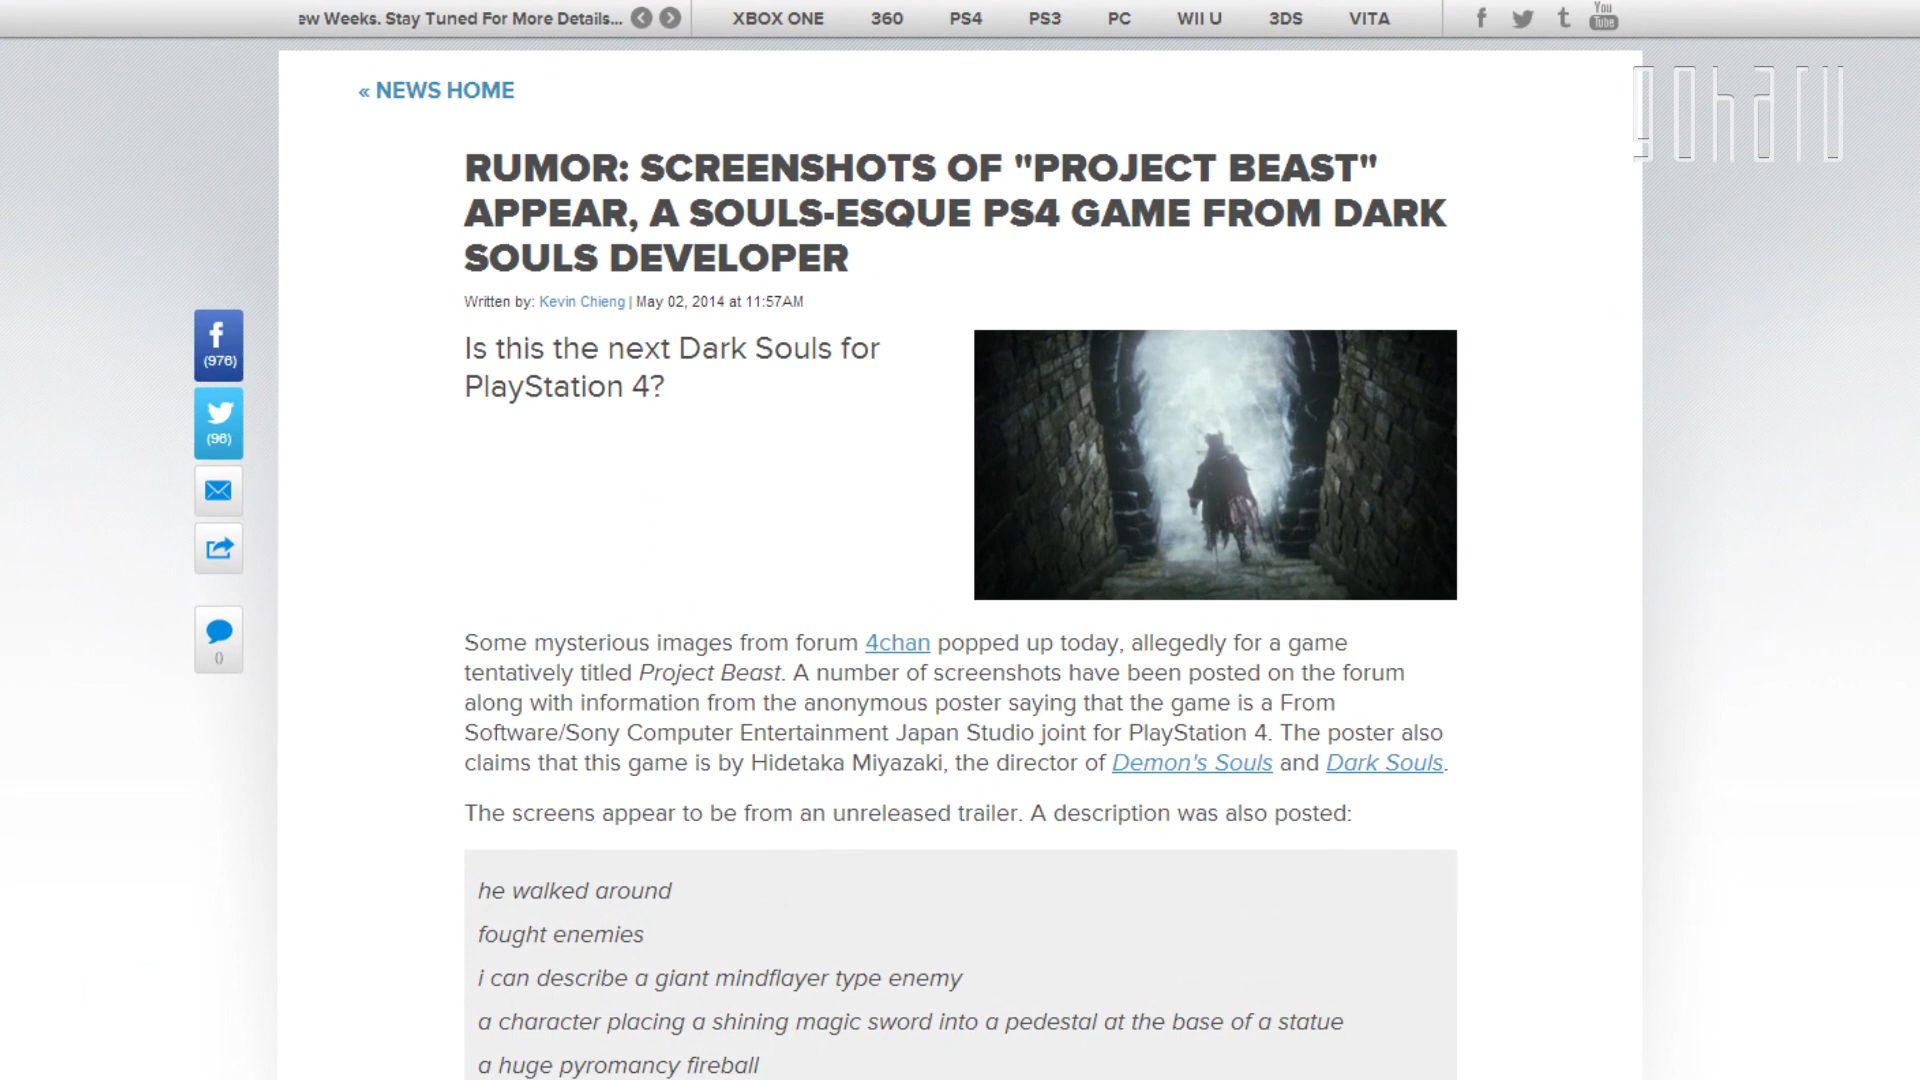 ew Weeks. Stay Tuned For More Details...
XBOX ONE 360 PS4 PS3 PC WII U 3DS VITA
You Tube
goharu
« NEWS HOME
RUMOR: SCREENSHOTS OF "PROJECT BEAST"
APPEAR, A SOULS-ESQUE PS4 GAME FROM DARK
SOULS DEVELOPER
Written by: Kevin Chieng | May 02, 2014 at 11:57AM
(976)
(96)
()
Is this the next Dark Souls for
PlayStation 4?
Some mysterious images from forum 4chan popped up today, allegedly for a game
tentatively titled Project Beast. A number of screenshots have been posted on the forum
along with information from the anonymous poster saying that the game is a From
Software/Sony Computer Entertainment Japan Studio joint for PlayStation 4. The poster also
claims that this game is by Hidetaka Miyazaki, the director of Demon's Souls and Dark Souls.
The screens appear to be from an unreleased trailer. A description was also posted:
he walked around
fought enemies
i can describe a giant mindflayer type enemy
a character placing a shining magic sword into a pedestal at the base of a statue
a huge pyromancy fireball